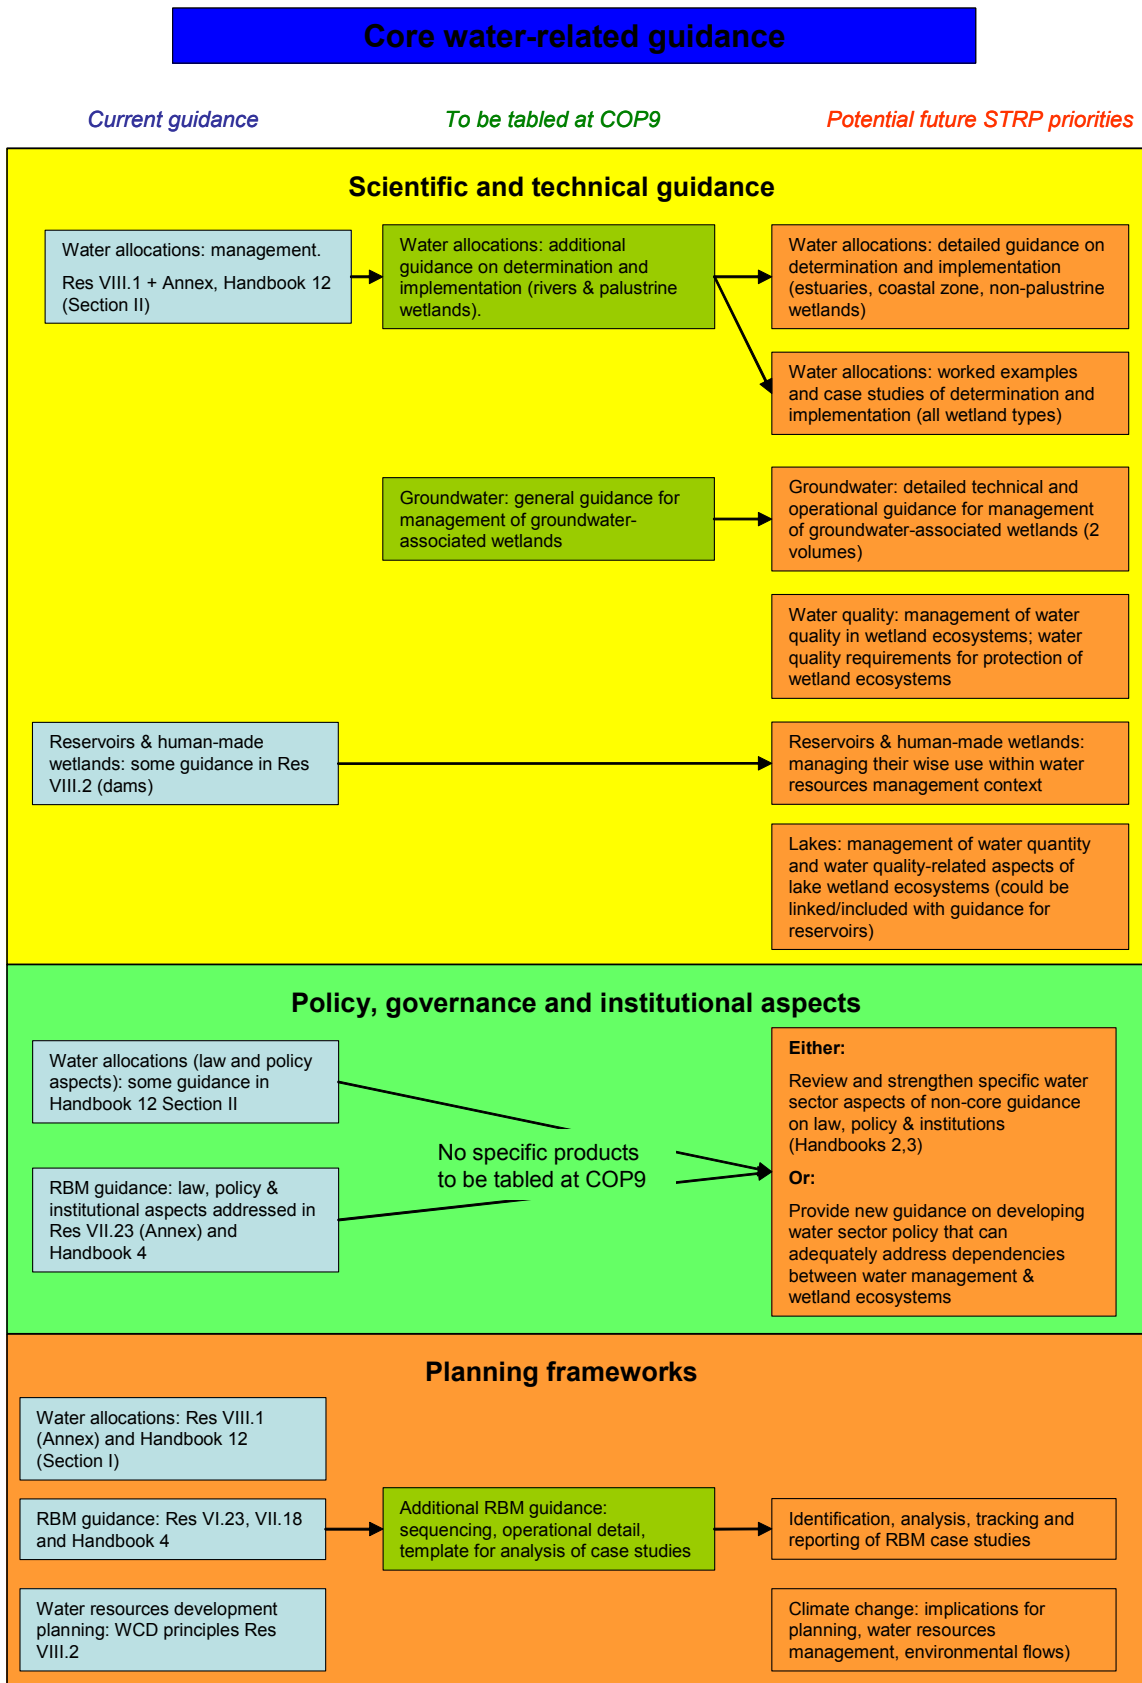 Core water-related guidance
Current guidance
To be tabled at COP9
Potential future STRP priorities
Scientific and technical guidance
Water allocations: management.
Res VIII.1 + Annex, Handbook 12
(Section II)
Water allocations: additional
guidance on determination and
implementation (rivers & palustrine
wetlands).
Water allocations: detailed guidance on
determination and implementation
(estuaries, coastal zone, non-palustrine
wetlands)
Water allocations: worked examples
and case studies of determination and
implementation (all wetland types)
Groundwater: general guidance for
management of groundwater-
associated wetlands
Groundwater: detailed technical and
operational guidance for management
of groundwater-associated wetlands (2
volumes)
Water quality: management of water
quality in wetland ecosystems; water
quality requirements for protection of
wetland ecosystems
Reservoirs & human-made
wetlands: some guidance in Res
VIII.2 (dams)
Reservoirs & human-made wetlands:
managing their wise use within water
resources management context
Lakes: management of water quantity
and water quality-related aspects of
lake wetland ecosystems (could be
linked/included with guidance for
reservoirs)
Policy, governance and institutional aspects
Water allocations (law and policy
aspects): some guidance in
Handbook 12 Section II
RBM guidance: law, policy &
institutional aspects addressed in
Res VII.23 (Annex) and
Handbook 4
No specific products
to be tabled at COP9
Either:
Review and strengthen specific water
sector aspects of non-core guidance
on law, policy & institutions
(Handbooks 2,3)
Or:
Provide new guidance on developing
water sector policy that can
adequately address dependencies
between water management &
wetland ecosystems
Planning frameworks
Water allocations: Res VIII.1
(Annex) and Handbook 12
(Section I)
RBM guidance: Res VI.23, VII.18
and Handbook 4
Additional RBM guidance:
sequencing, operational detail,
template for analysis of case studies
Identification, analysis, tracking and
reporting of RBM case studies
Water resources development
planning: WCD principles Res
VIII.2
Climate change: implications for
planning, water resources
management, environmental flows)